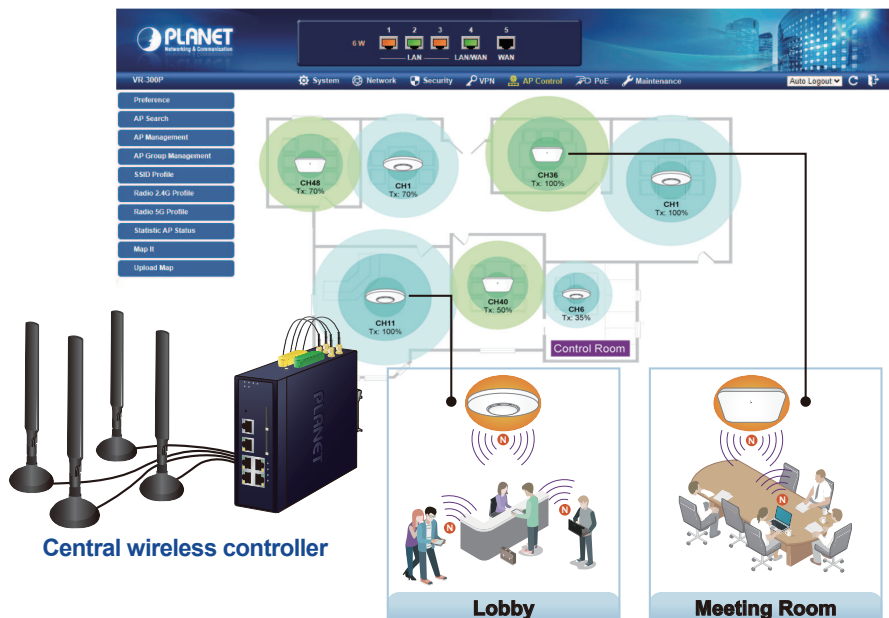 PLANET
Networking & Communication
6 W
1 2 3 4 5
LAN LAN/WAN WAN
VR-300P
System Network Security VPN AP Control PoE Maintenance
Auto Logout
Preference
AP Search
AP Management
AP Group Management
SSID Profile
Radio 2.4G Profile
Radio 5G Profile
Statistic AP Status
Map It
Upload Map
CH48
Tx: 70%
CH1
Tx: 70%
CH36
Tx: 100%
CH1
Tx: 100%
CH11
Tx: 100%
CH40
Tx: 50%
CH6
Tx: 35%
Control Room
PLANET
Central wireless controller
N
N
N
Lobby
N
N
Meeting Room